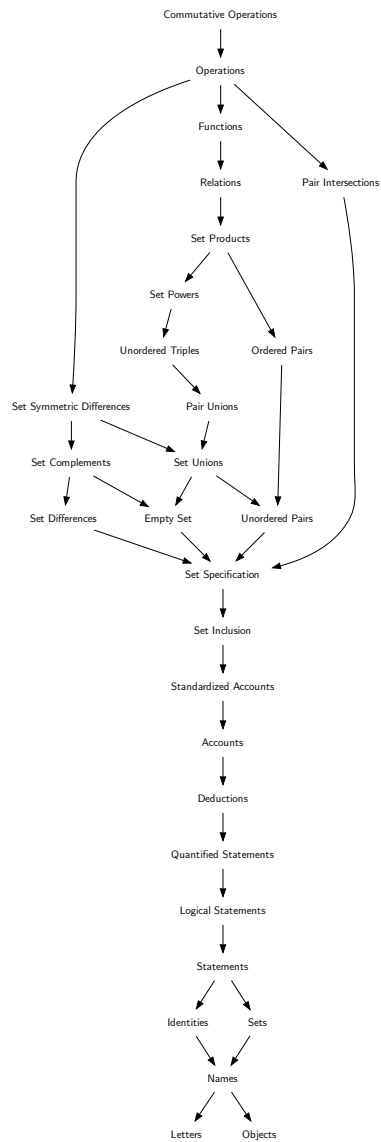 Commutative Operations
Operations
Functions
Relations
Pair Intersections
Set Products
Set Powers
Unordered Triples
Ordered Pairs
Set Symmetric Differences
Pair Unions
Set Complements
Set Unions
Set Differences
Empty Set
Unordered Pairs
Set Specification
Set Inclusion
Standardized Accounts
Accounts
Deductions
Quantified Statements
Logical Statements
Statements
Identities
Sets
Names
Letters
Objects